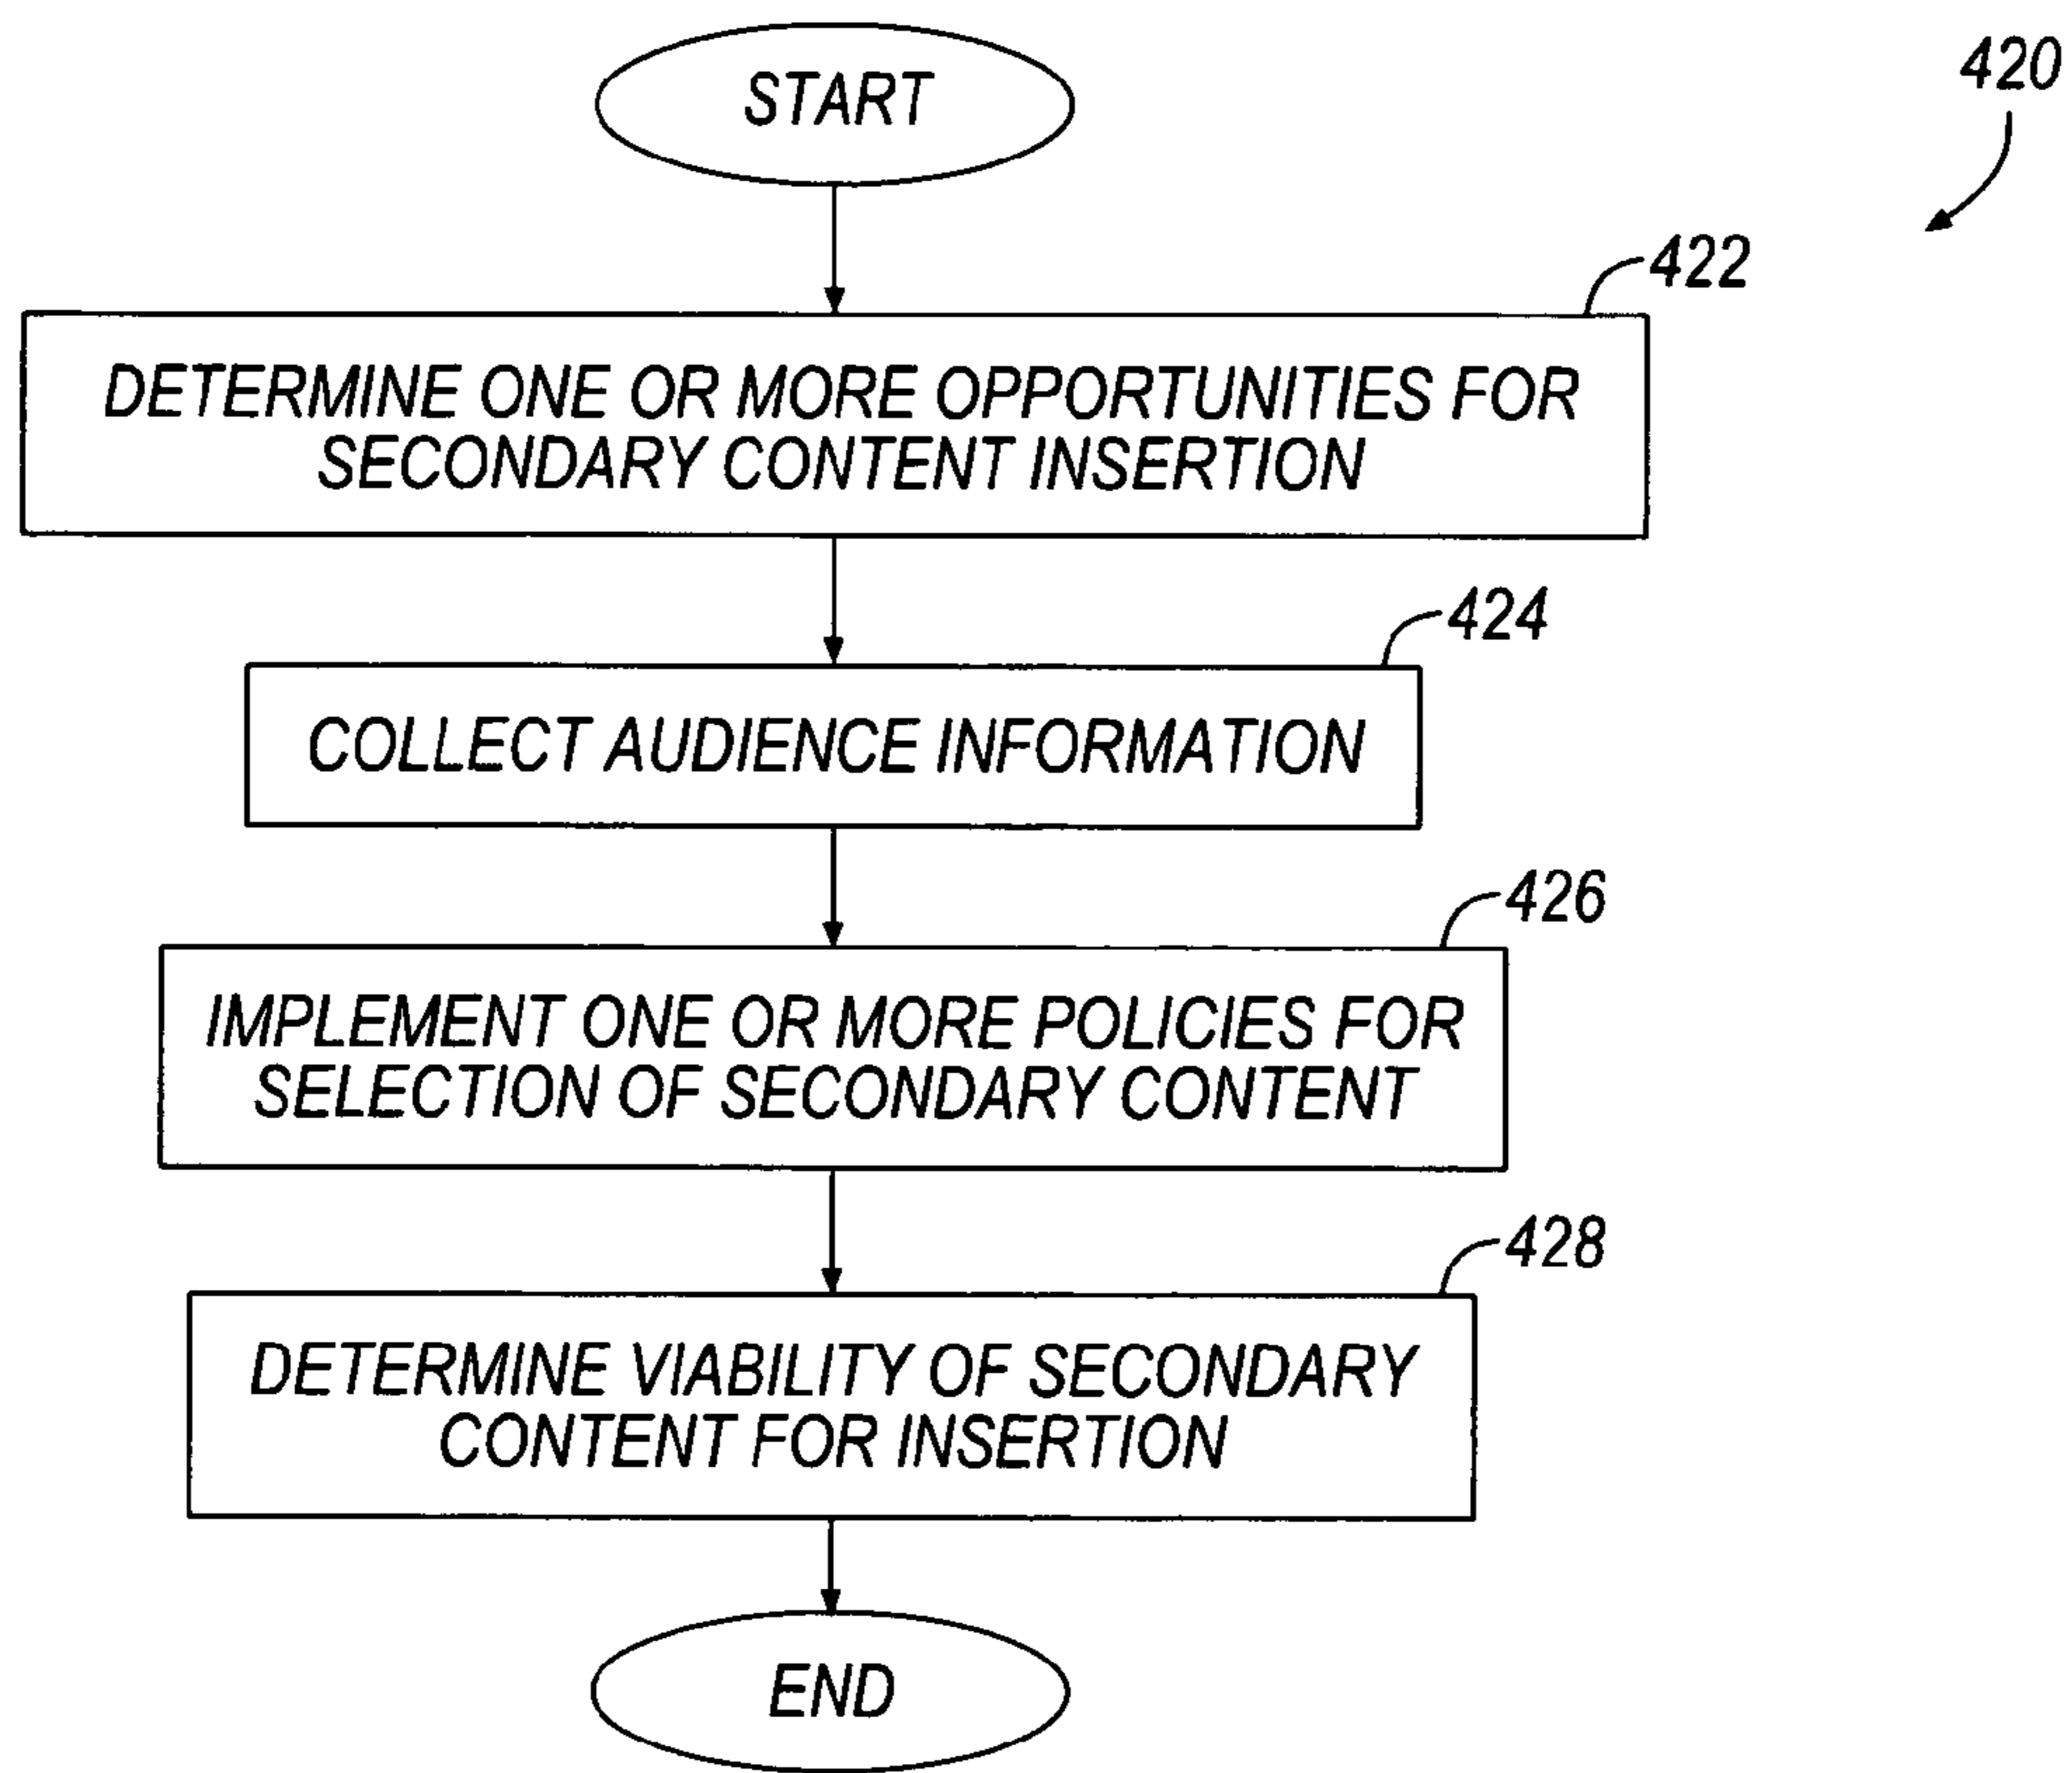 START
420
422
DETERMINE ONE OR MORE OPPORTUNITIES FOR
SECONDARY CONTENT INSERTION
424
COLLECT AUDIENCE INFORMATION
426
IMPLEMENT ONE OR MORE POLICIES FOR
SELECTION OF SECONDARY CONTENT
428
DETERMINE VIABILITY OF SECONDARY
CONTENT FOR INSERTION
END